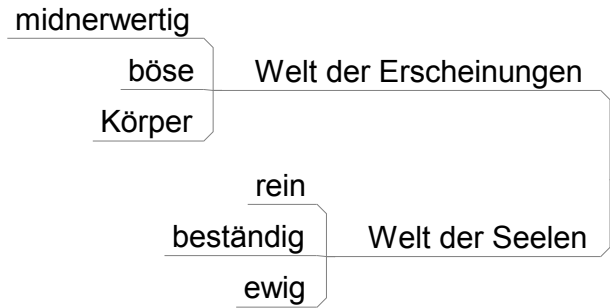 midnerwertig
böse
Welt der Erscheinungen
Körper
rein
beständig
Welt der Seelen
ewig